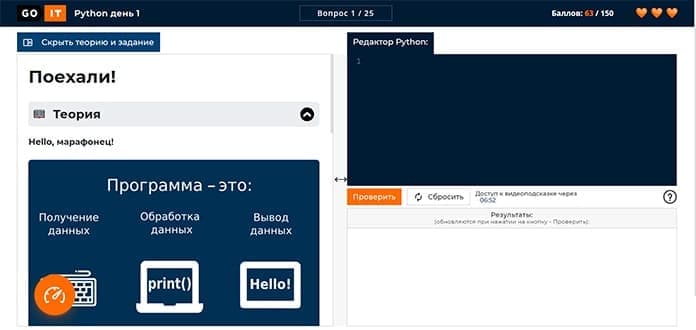 GO IT Python день 1 Вопрос 1 / 25 Баллов: 63 / 150
Скрыть теорию и задание
Поехали!
Теория
Hello, марафонец!
Программа – это:
Получение данных
Обработка данных
Вывод данных
print()
Hello!
Редактор Python:
1
Проверить
Сбросить
Доступ к видеоподсказке через
06:52
?
Результаты:
(обновляются при нажатии на кнопку - Проверить):